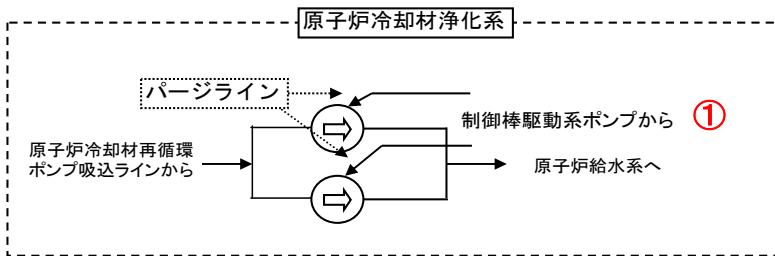 原子炉冷却材浄化系
パージライン
制御棒駆動系ポンプから ①
原子炉冷却材再循環
ポンプ吸込ラインから
原子炉給水系へ